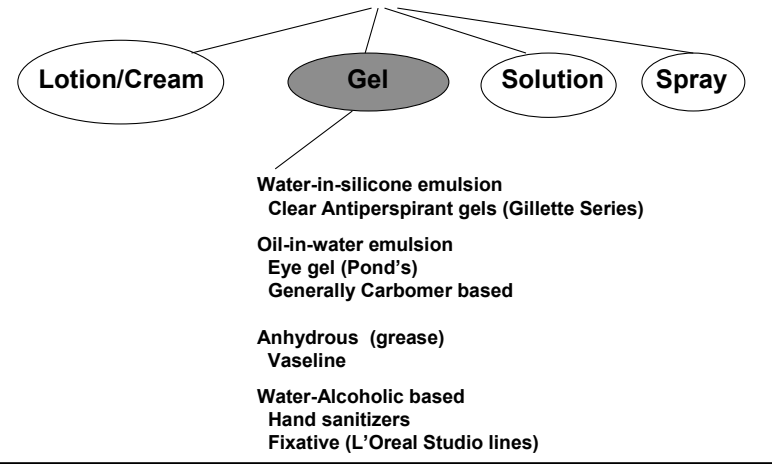 Lotion/Cream Gel Solution Spray
Water-in-silicone emulsion
Clear Antiperspirant gels (Gillette Series)
Oil-in-water emulsion
Eye gel (Pond's)
Generally Carbomer based
Anhydrous (grease)
Vaseline
Water-Alcoholic based
Hand sanitizers
Fixative (L'Oreal Studio lines)